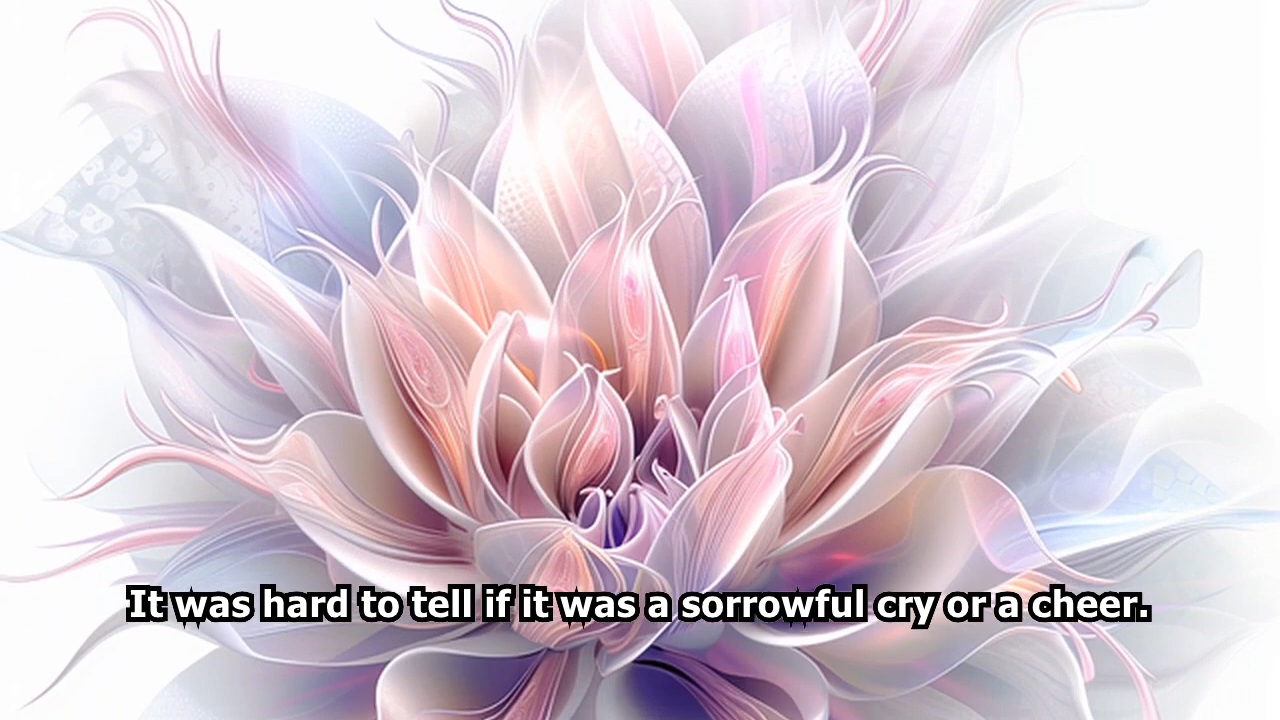 It was hard to tell if it was a sorrowful cry or a cheer.